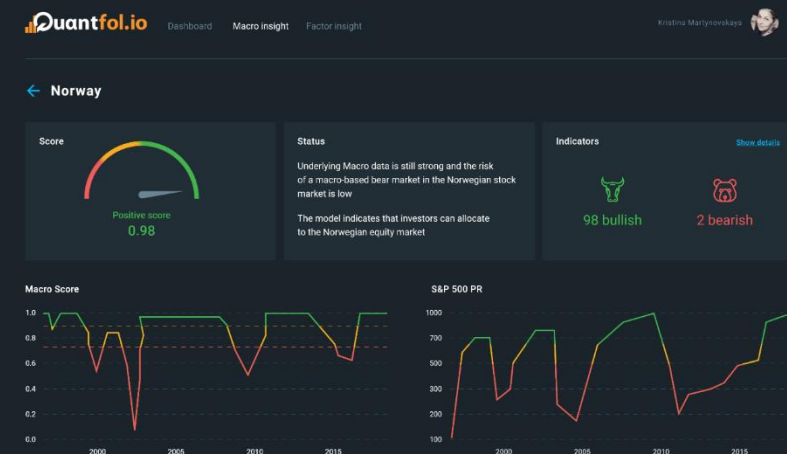 Quantfol.io
Dashboard
Macro insight
Factor insight
Kristina Martynovskaya
Norway
Score
Positive score
0.98
Status
Underlying Macro data is still strong and the risk
of a macro-based bear market in the Norwegian stock
market is low
The model indicates that investors can allocate
to the Norwegian equity market
Indicators
Show details
98 bullish
2 bearish
Macro Score
1.0
0.8
0.6
0.4
0.2
0.0
2000
2005
2010
2015
S&P 500 PR
1000
700
500
300
200
100
2000
2005
2010
2015